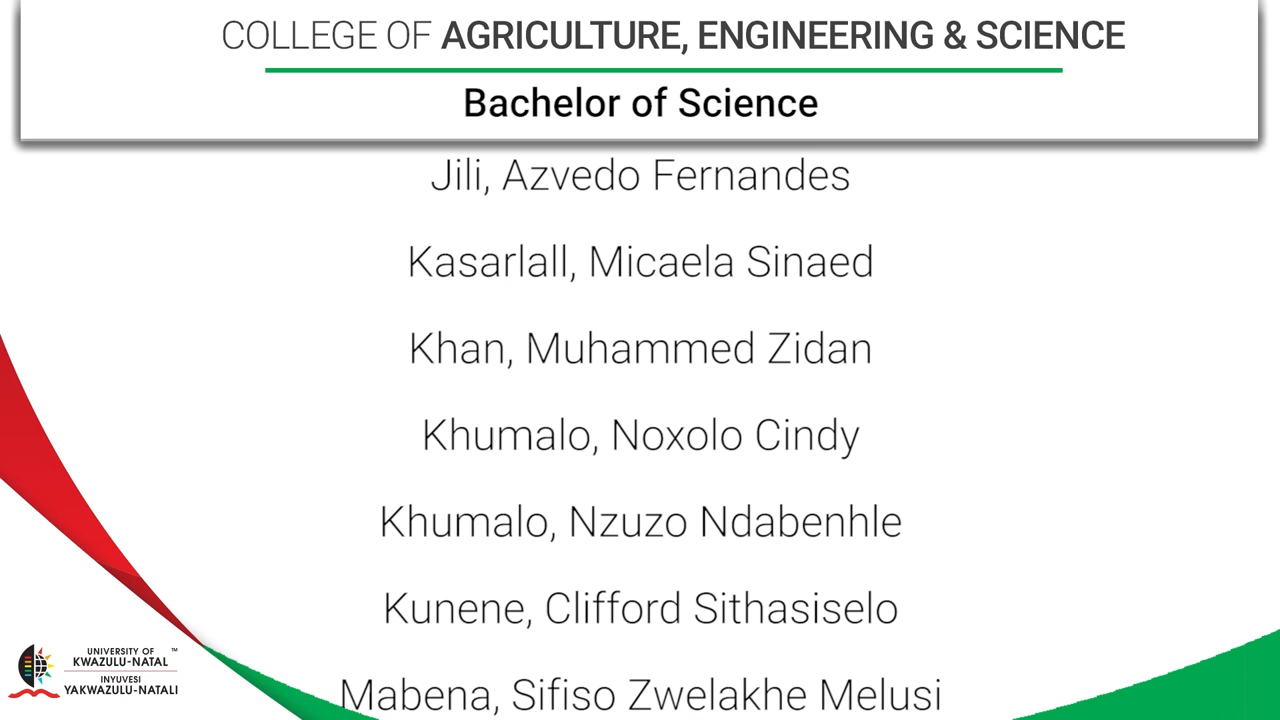 COLLEGE OF AGRICULTURE, ENGINEERING & SCIENCE
Bachelor of Science
Jili, Azvedo Fernandes
Kasarlall, Micaela Sinaed
Khan, Muhammed Zidan
Khumalo, Noxolo Cindy
Khumalo, Nzuzo Ndabenhle
Kunene, Clifford Sithasiselo
Mabena, Sifiso Zwelakhe Melusi
UNIVERSITY OF ™
KWAZULU-NATAL
INYUVESI
YAKWAZULU-NATALI